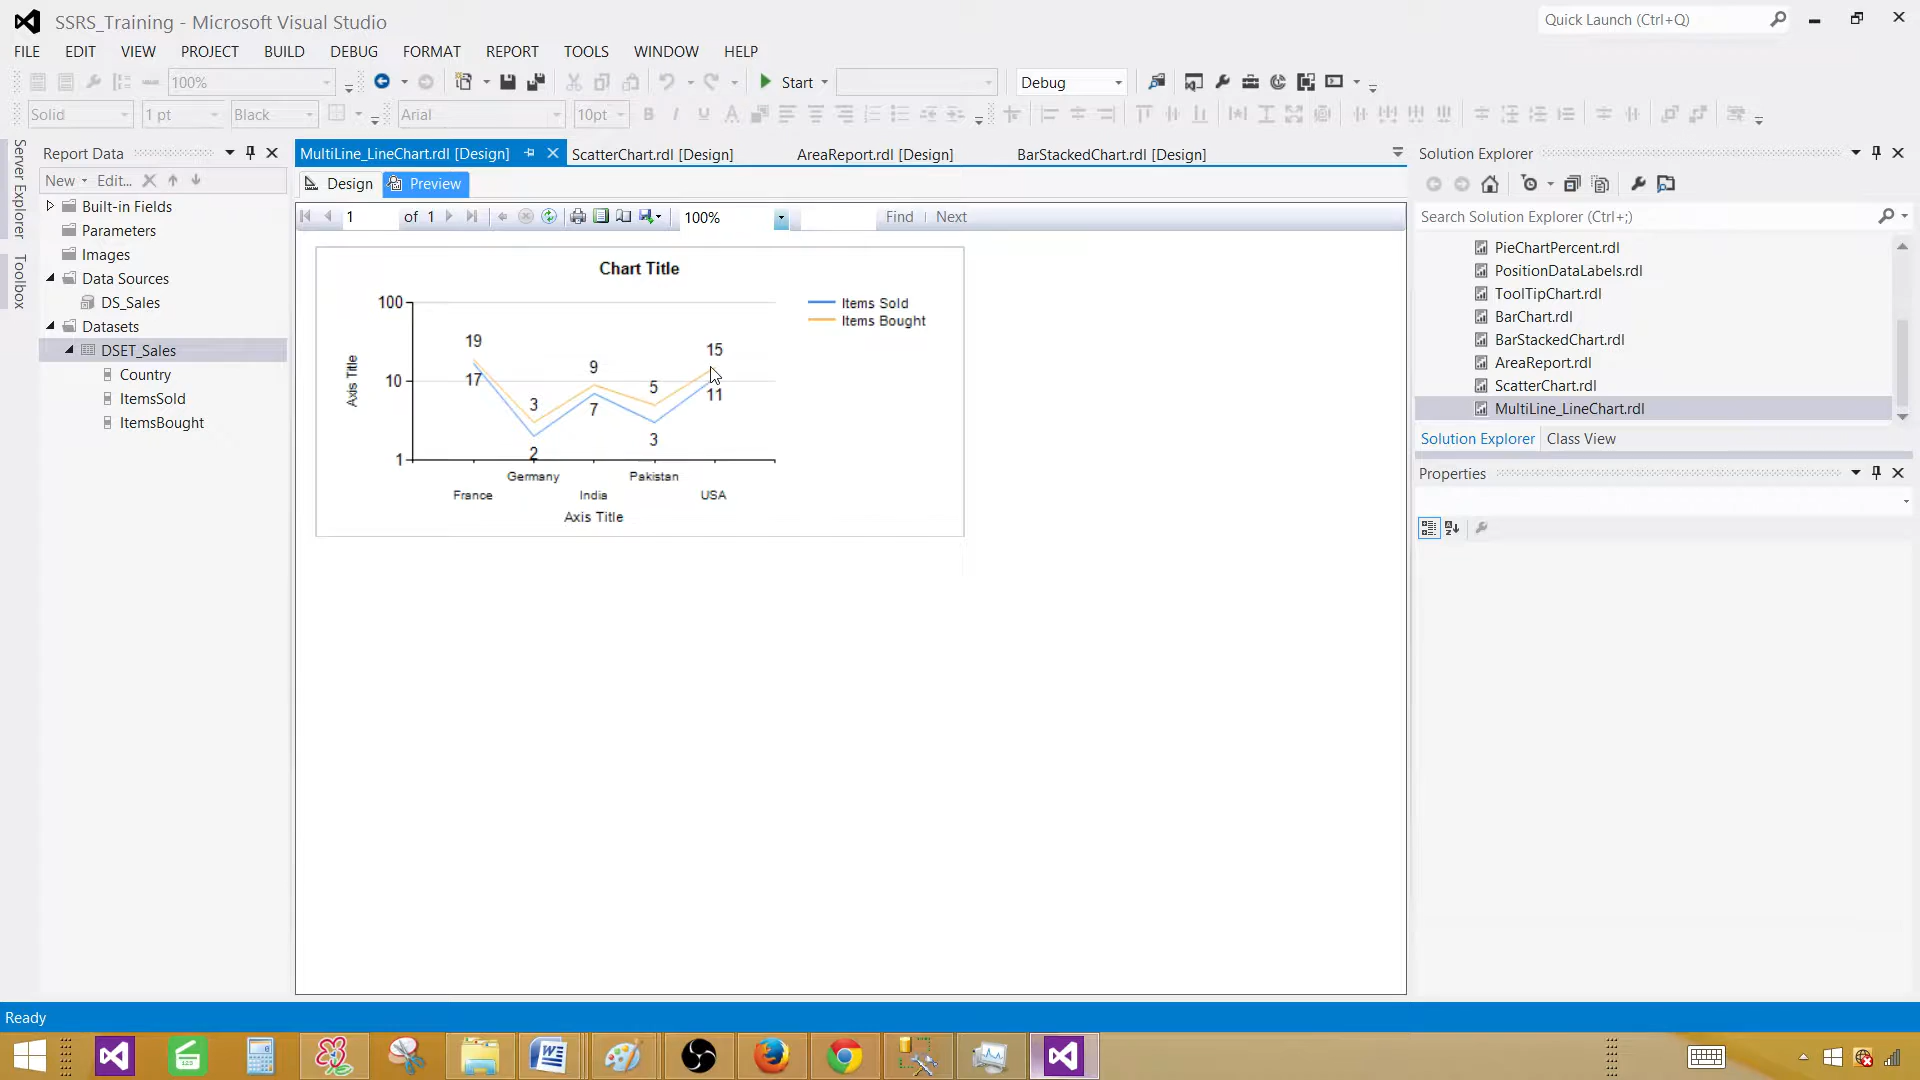 SSRS_Training - Microsoft Visual Studio
Quick Launch (Ctrl+Q)
FILE EDIT VIEW PROJECT BUILD DEBUG FORMAT REPORT TOOLS WINDOW HELP
100% Start Debug
Solid 1 pt Black Arial 10pt
Server Explorer
Toolbox
Report Data
New Edit...
Built-in Fields
Parameters
Images
Data Sources
DS_Sales
Datasets
DSET_Sales
Country
ItemsSold
ItemsBought
MultiLine_LineChart.rdl [Design] ScatterChart.rdl [Design] AreaReport.rdl [Design] BarStackedChart.rdl [Design]
Design Preview
1 of 1 100% Find Next
Chart Title
Items Sold
Items Bought
Axis Title
100
10
1
19
17
3
2
9
7
5
3
15
11
Germany Pakistan
France India USA
Axis Title
Solution Explorer
Search Solution Explorer (Ctrl+;)
PieChartPercent.rdl
PositionDataLabels.rdl
ToolTipChart.rdl
BarChart.rdl
BarStackedChart.rdl
AreaReport.rdl
ScatterChart.rdl
MultiLine_LineChart.rdl
Solution Explorer Class View
Properties
Ready
123